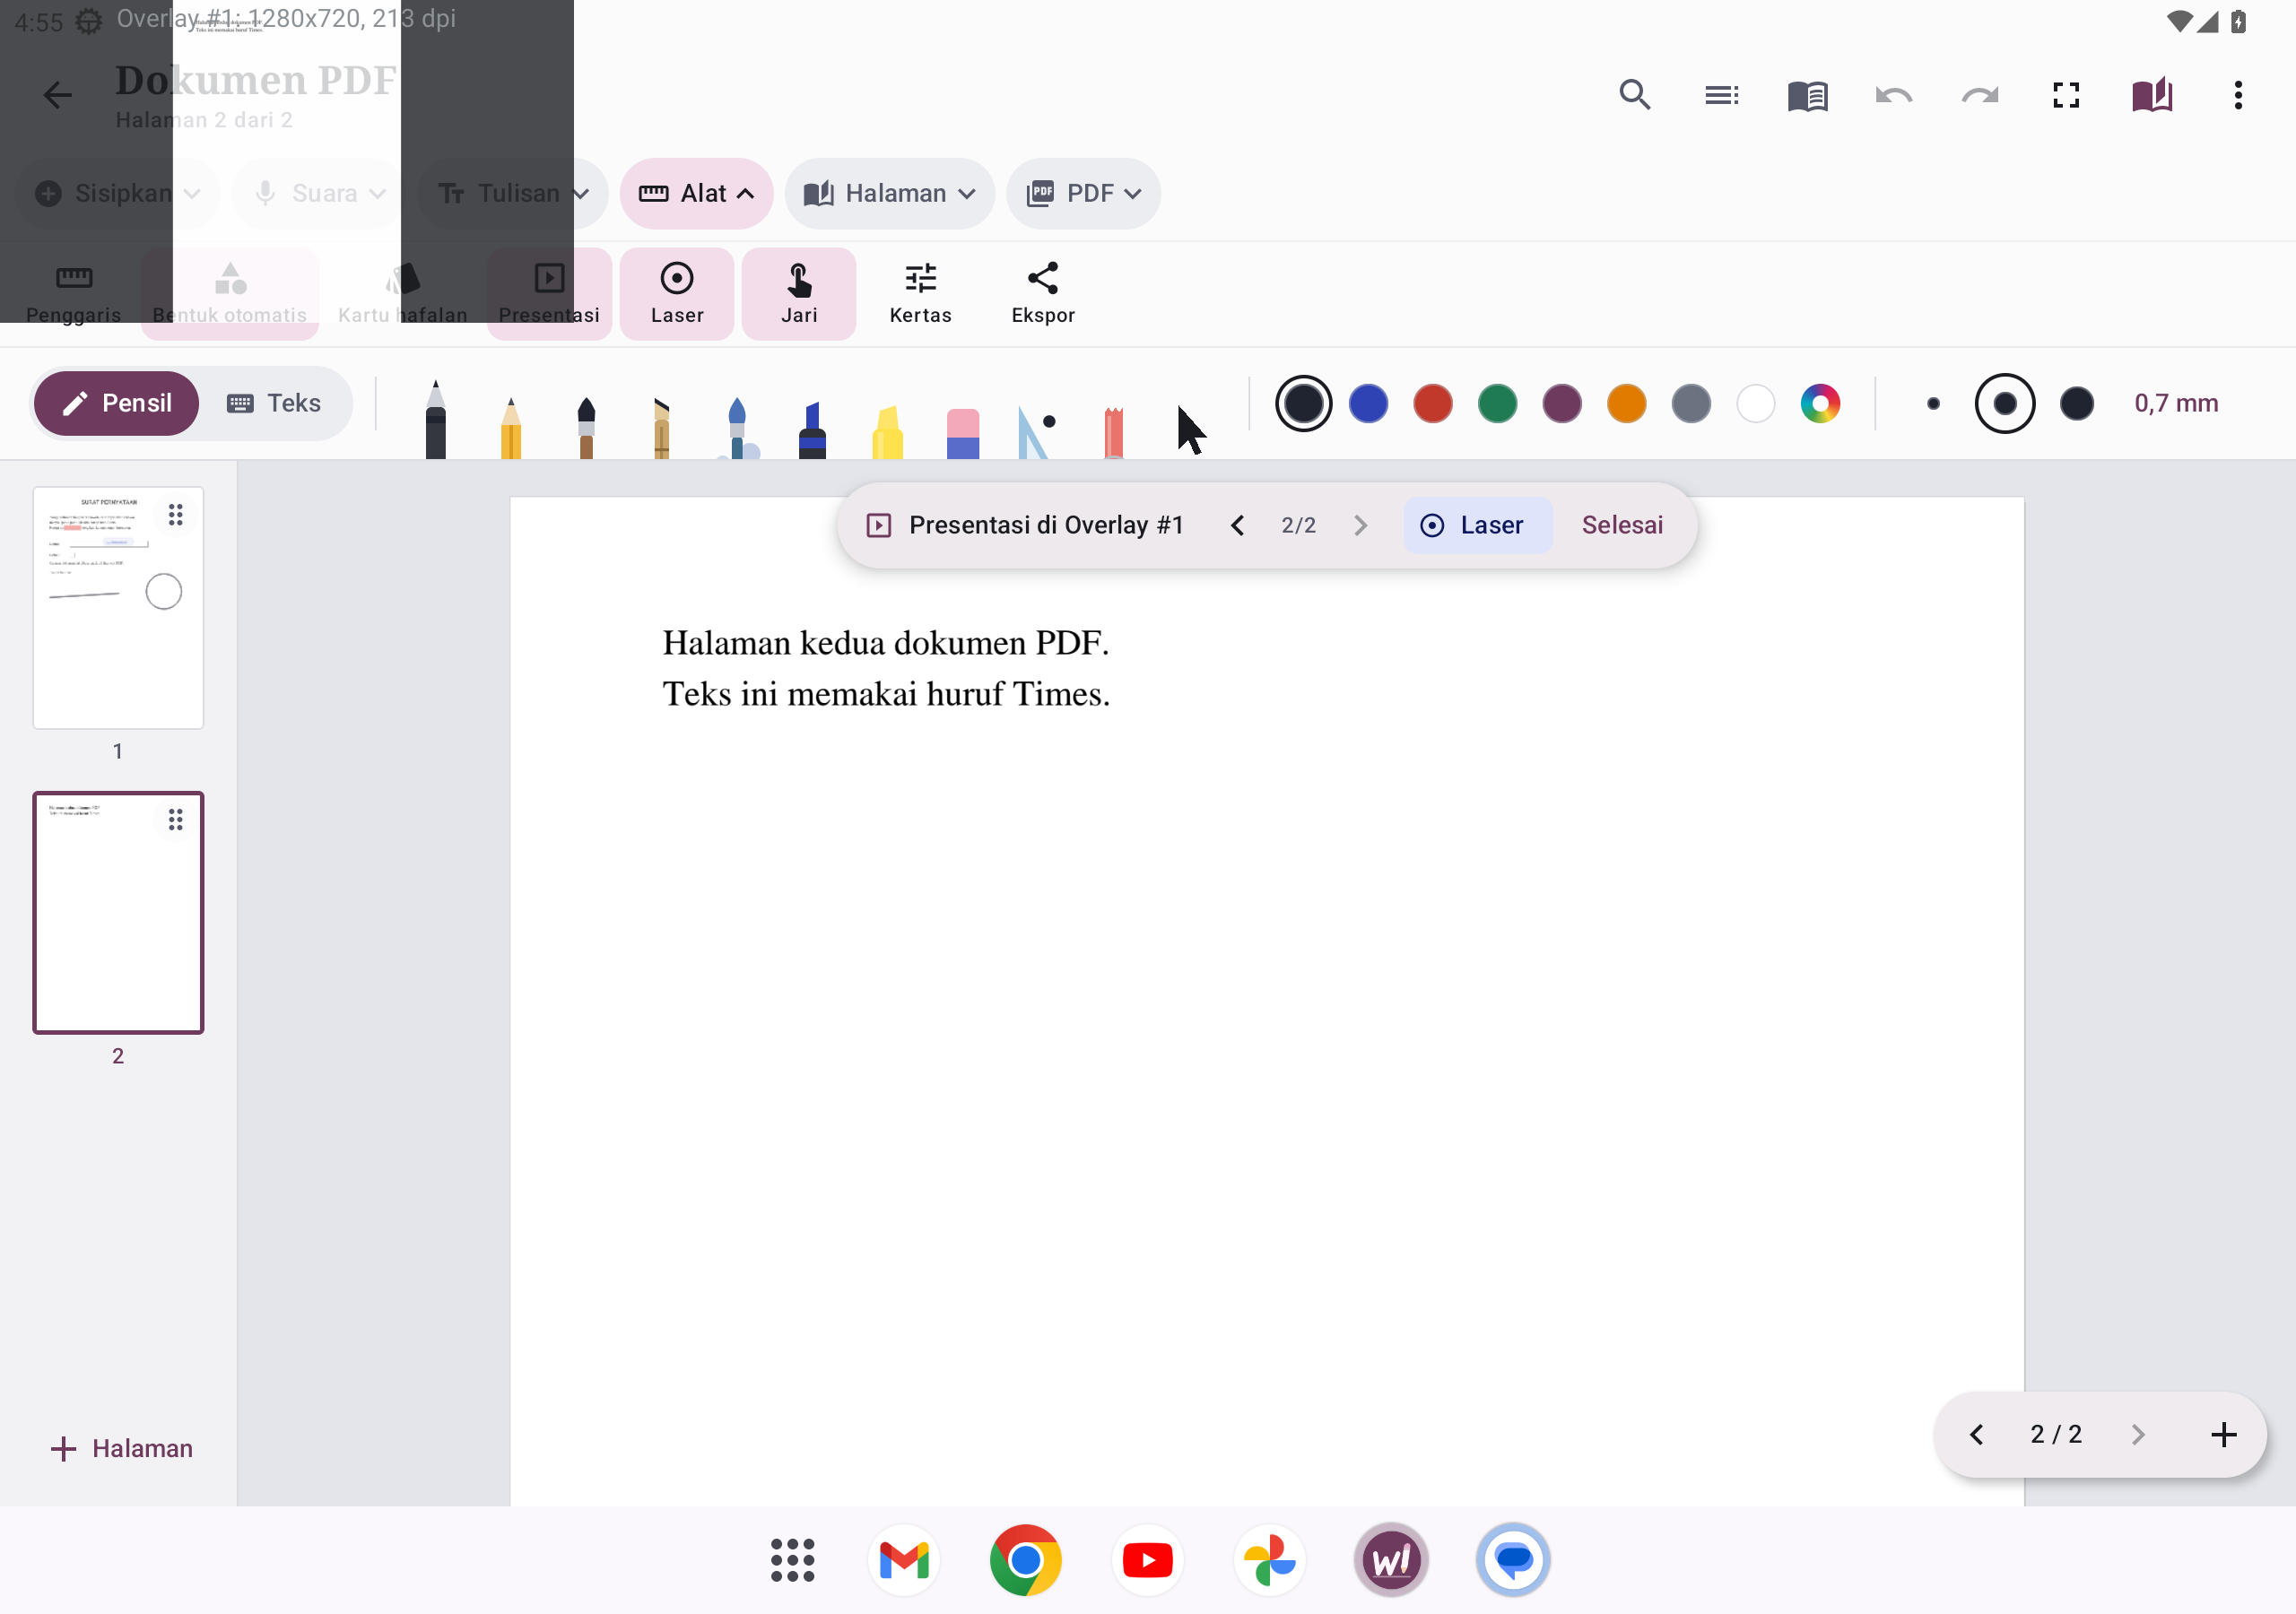 4:55
Overlay #1: 1280x720, 213 dpi
Dokumen PDF
Halaman 2 dari 2
Sisipkan
Suara
Tulisan
Alat
Halaman
PDF
Penggaris
Bentuk otomatis
Kartu hafalan
Presentasi
Laser
Jari
Kertas
Ekspor
Pensil
Teks
0,7 mm
SURAT PERNYATAAN
1
2
Presentasi di Overlay #1
2/2
Laser
Selesai
Halaman kedua dokumen PDF.
Teks ini memakai huruf Times.
Halaman
2 / 2